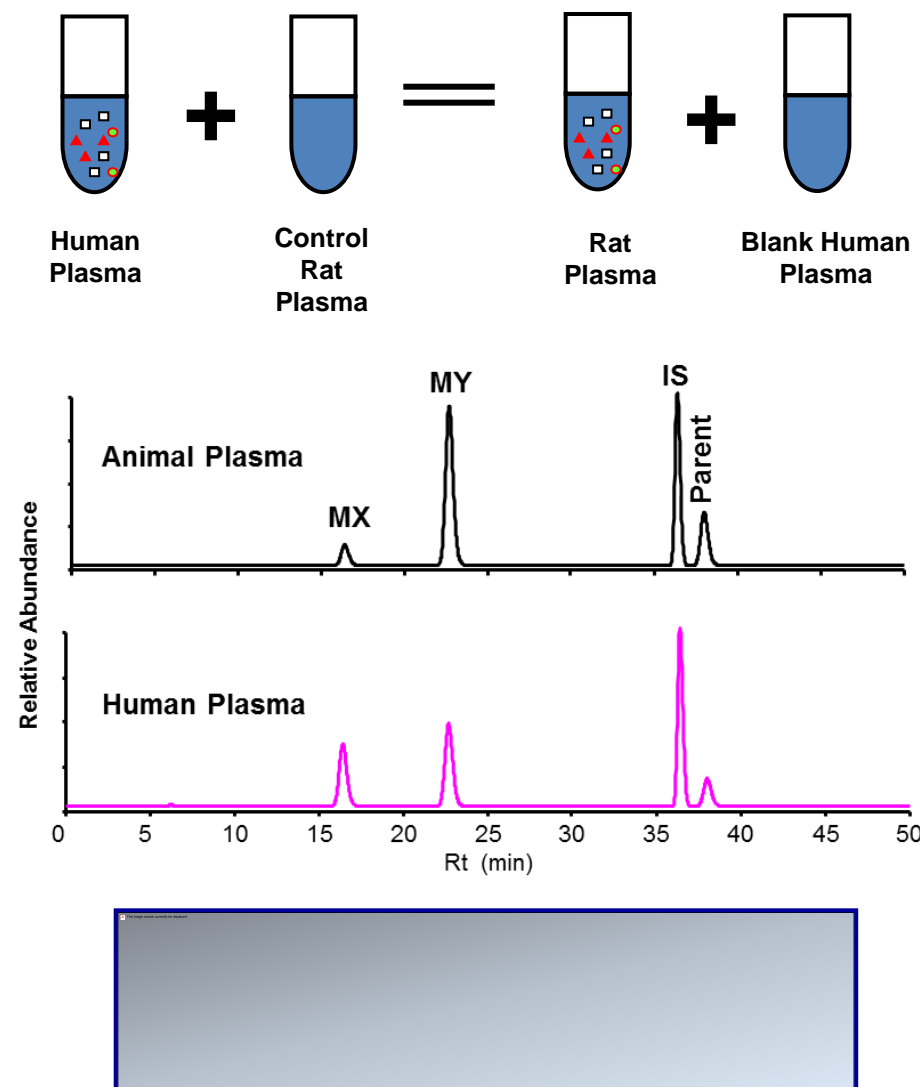 Human
Plasma
Control
Rat
Plasma
Rat
Plasma
Blank Human
Plasma
Relative Abundance
Animal Plasma
MX
MY
IS
Parent
Human Plasma
0 5 10 15 20 25 30 35 40 45 50
Rt (min)